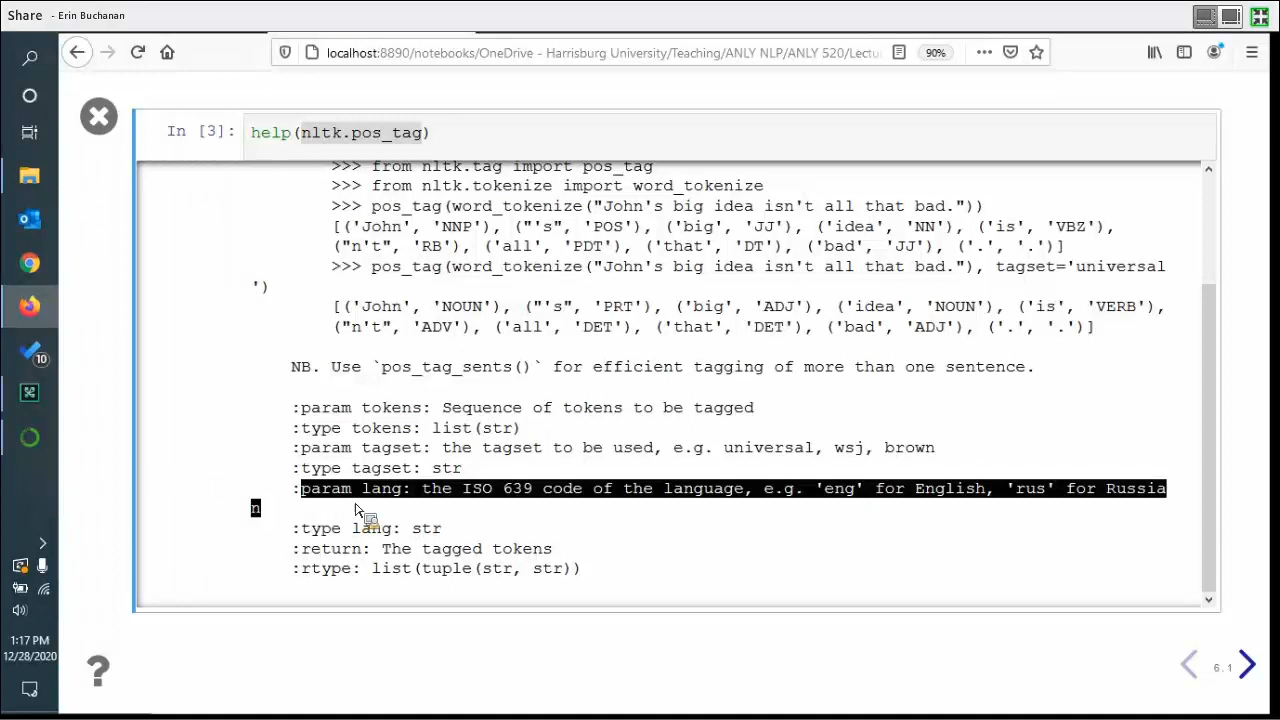 Share - Erin Buchanan
localhost:8890/notebooks/OneDrive - Harrisburg University/Teaching/ANLY NLP/ANLY 520/Lectu
90%
In [3]: help(nltk.pos_tag)
>>> from nltk.tag import pos_tag
>>> from nltk.tokenize import word_tokenize
>>> pos_tag(word_tokenize("John's big idea isn't all that bad."))
[('John', 'NNP'), ("'s", 'POS'), ('big', 'JJ'), ('idea', 'NN'), ('is', 'VBZ'),
("n't", 'RB'), ('all', 'PDT'), ('that', 'DT'), ('bad', 'JJ'), ('.', '.')]
>>> pos_tag(word_tokenize("John's big idea isn't all that bad."), tagset='universal
')
[('John', 'NOUN'), ("'s", 'PRT'), ('big', 'ADJ'), ('idea', 'NOUN'), ('is', 'VERB'),
("n't", 'ADV'), ('all', 'DET'), ('that', 'DET'), ('bad', 'ADJ'), ('.', '.')]
NB. Use `pos_tag_sents()` for efficient tagging of more than one sentence.
:param tokens: Sequence of tokens to be tagged
:type tokens: list(str)
:param tagset: the tagset to be used, e.g. universal, wsj, brown
:type tagset: str
:param lang: the ISO 639 code of the language, e.g. 'eng' for English, 'rus' for Russia
n
:type lang: str
:return: The tagged tokens
:rtype: list(tuple(str, str))
10
1:17 PM
12/28/2020
?
6.1